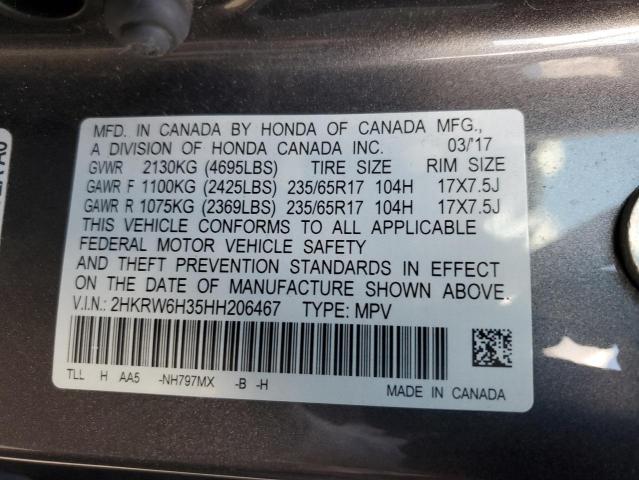 MFD. IN CANADA BY HONDA OF CANADA MFG.,
A DIVISION OF HONDA CANADA INC. 03/'17
GVWR 2130KG (4695LBS) TIRE SIZE RIM SIZE
GAWR F 1100KG (2425LBS) 235/65R17 104H 17X7.5J
GAWR R 1075KG (2369LBS) 235/65R17 104H 17X7.5J
THIS VEHICLE CONFORMS TO ALL APPLICABLE
FEDERAL MOTOR VEHICLE SAFETY
AND THEFT PREVENTION STANDARDS IN EFFECT
ON THE DATE OF MANUFACTURE SHOWN ABOVE.
V.I.N.: 2HKRW6H35HH206467 TYPE: MPV
TLL H AA5 -NH797MX -B -H
MADE IN CANADA